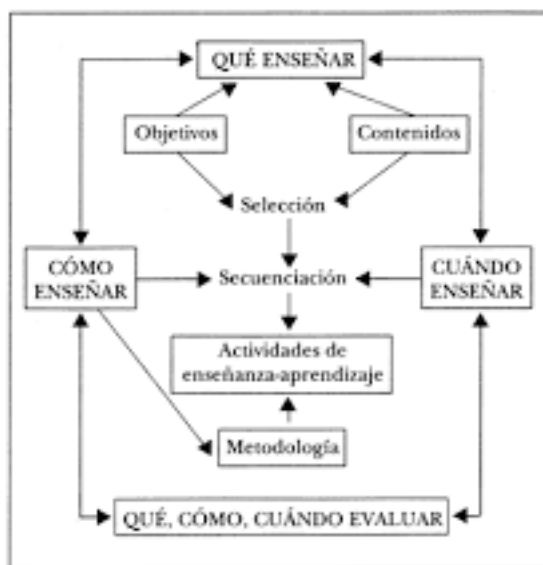 QUÉ ENSEÑAR
Objetivos
Contenidos
Selección
CÓMO
ENSEÑAR
Secuenciación
CUÁNDO
ENSEÑAR
Actividades de
enseñanza-aprendizaje
Metodología
QUÉ, CÓMO, CUÁNDO EVALUAR